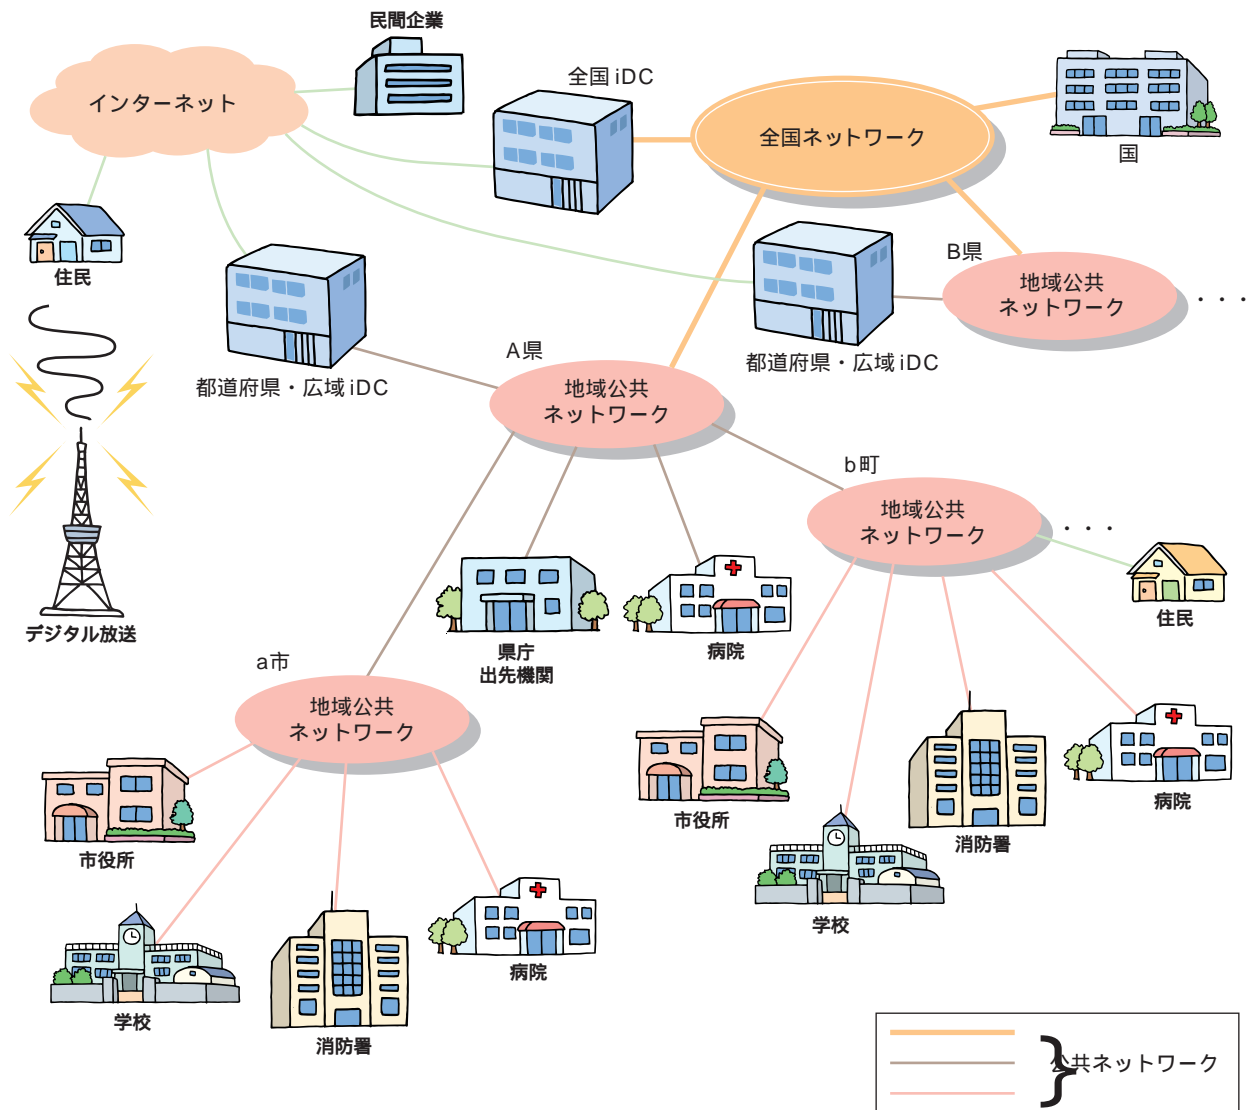 民間企業
インターネット
全国 iDC
全国ネットワーク
国
住民
B県
地域公共
ネットワーク
・・・
都道府県・広域 iDC
都道府県・広域 iDC
A県
地域公共
ネットワーク
b町
地域公共
ネットワーク
・・・
住民
デジタル放送
県庁
出先機関
病院
a市
地域公共
ネットワーク
市役所
学校
消防署
病院
市役所
学校
消防署
病院
公共ネットワーク